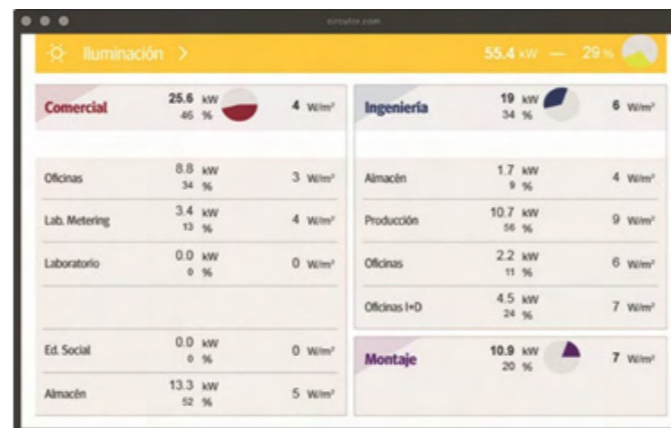 circutor.com
Iluminación >
55.4 kW — 29 %
Comercial 25.6 kW 4 W/m²
46 %
Oficinas 8.8 kW 3 W/m²
34 %
Lab. Metering 3.4 kW 4 W/m²
13 %
Laboratorio 0.0 kW 0 W/m²
0 %
Ed. Social 0.0 kW 0 W/m²
0 %
Almacén 13.3 kW 5 W/m²
52 %
Ingeniería 19 kW 6 W/m²
34 %
Almacén 1.7 kW 4 W/m²
9 %
Producción 10.7 kW 9 W/m²
56 %
Oficinas 2.2 kW 6 W/m²
11 %
Oficinas I+D 4.5 kW 7 W/m²
24 %
Montaje 10.9 kW 7 W/m²
20 %